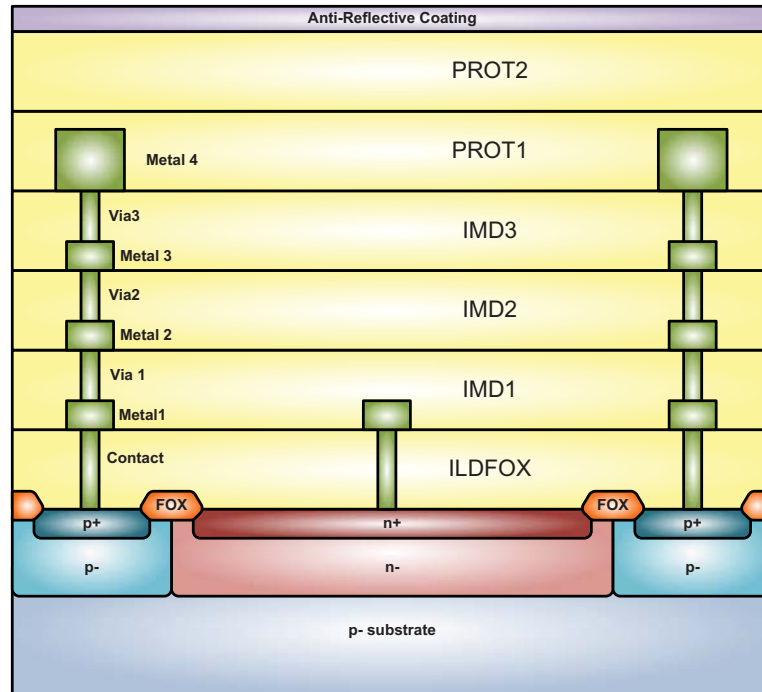 Anti-Reflective Coating
PROT2
PROT1
Metal 4
Via3
IMD3
Metal 3
Via2
IMD2
Metal 2
Via 1
IMD1
Metal1
Contact
ILDFOX
FOX
FOX
p+
n+
p+
p-
n-
p-
p- substrate